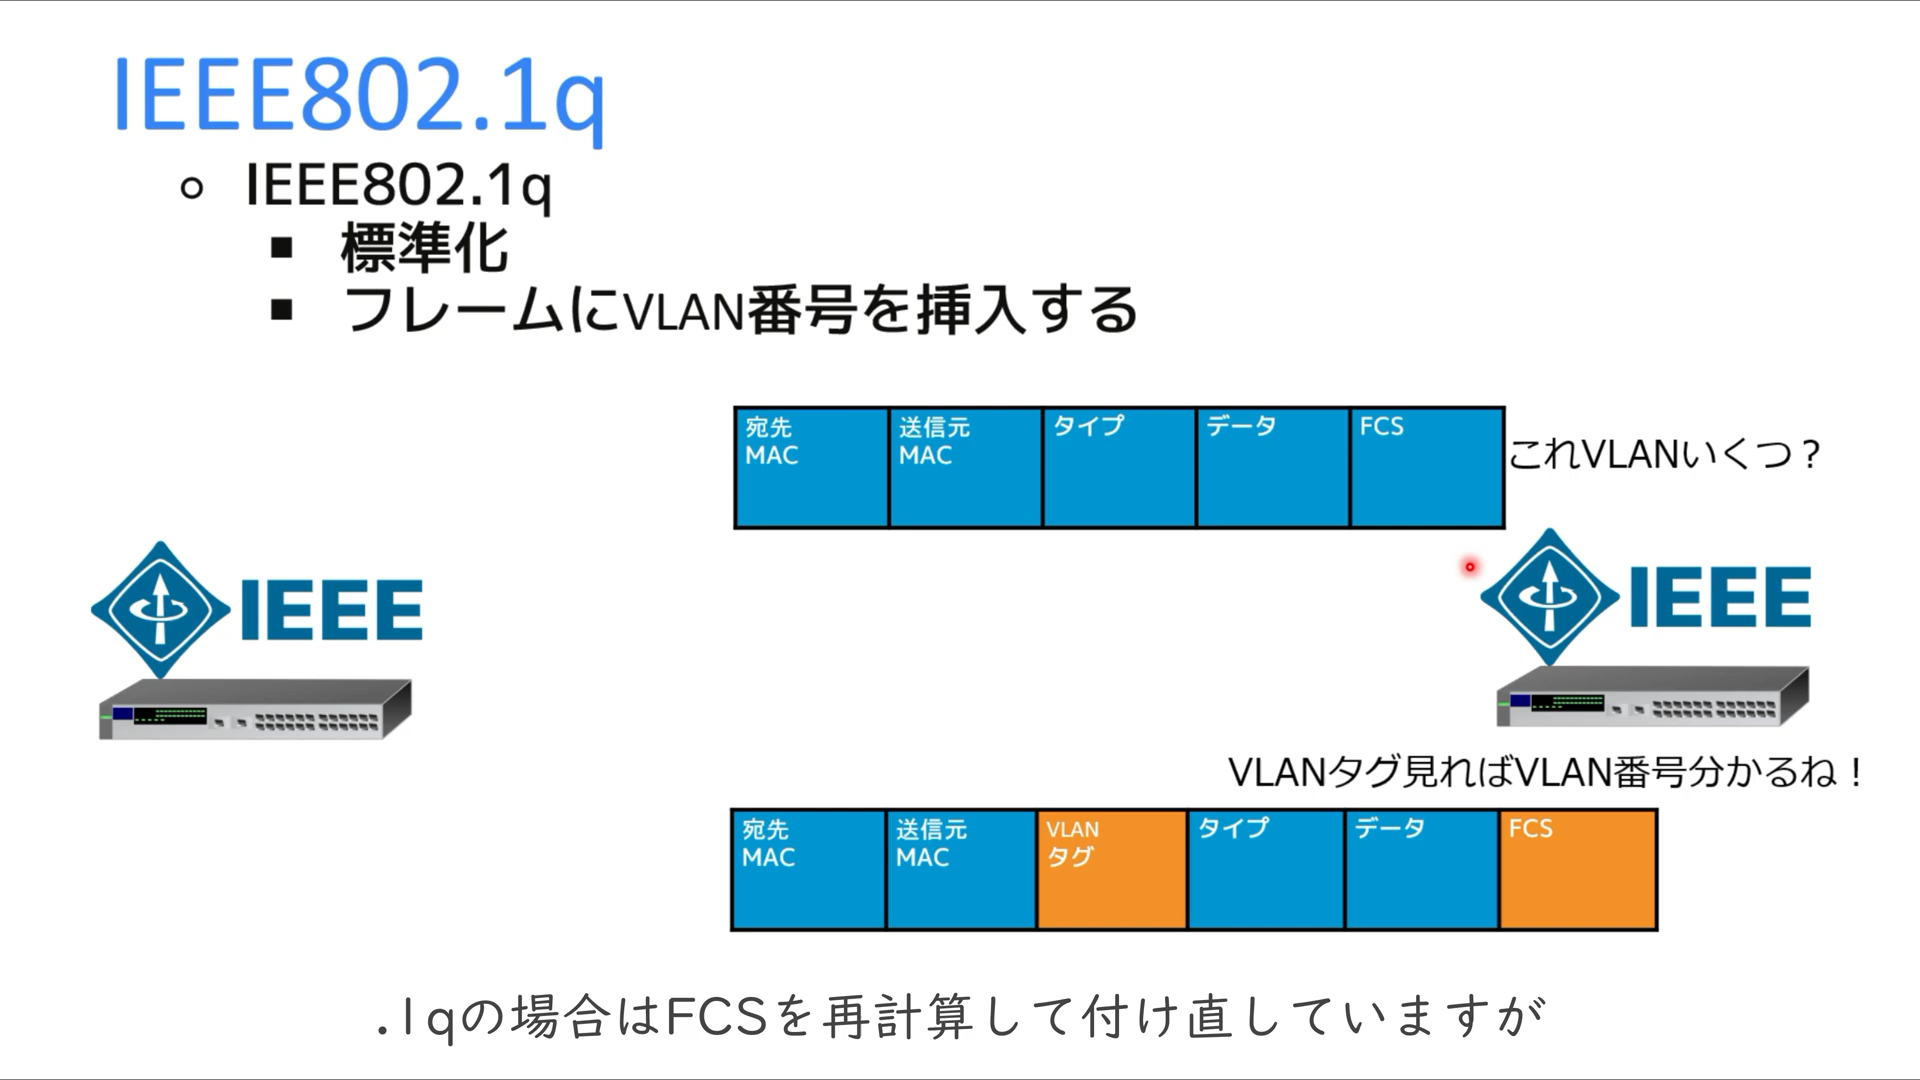 IEEE802.1q
IEEE802.1q
標準化
フレームにVLAN番号を挿入する
宛先
MAC
送信元
MAC
タイプ
データ
FCS
これVLANいくつ？
IEEE
IEEE
VLANタグ見ればVLAN番号分かるね！
宛先
MAC
送信元
MAC
VLAN
タグ
タイプ
データ
FCS
.1qの場合はFCSを再計算して付け直していますが